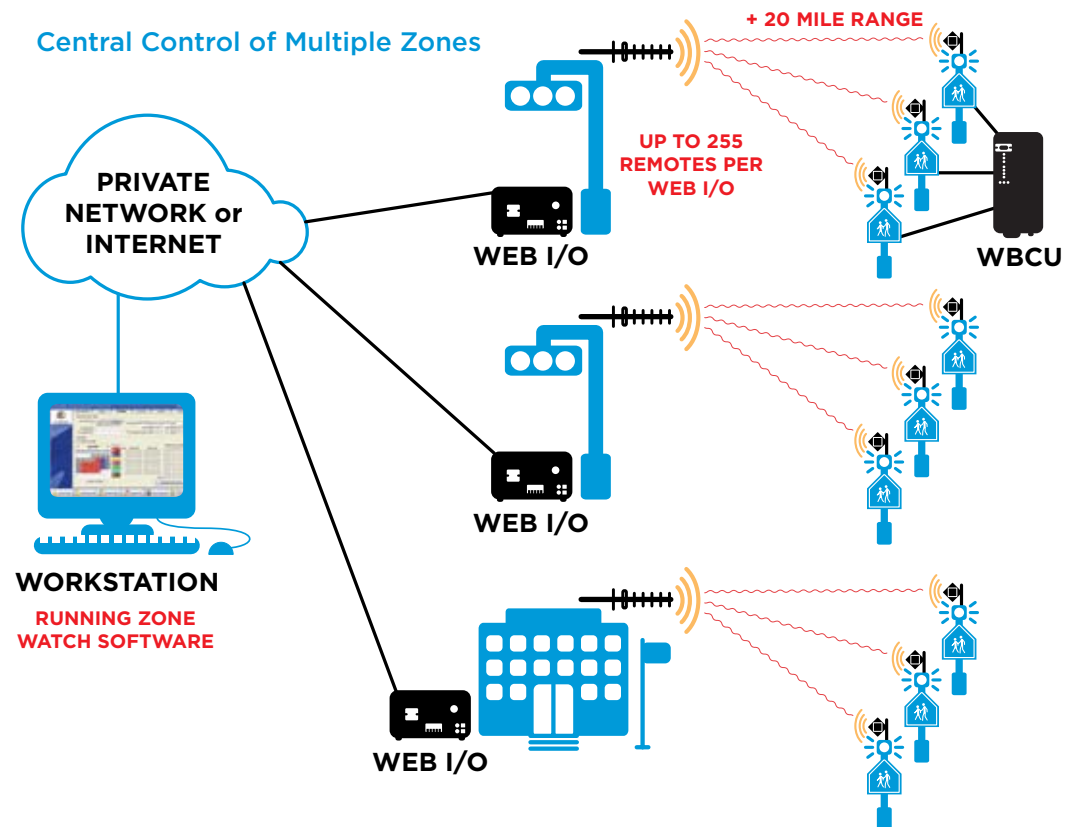 Central Control of Multiple Zones
+ 20 MILE RANGE
UP TO 255
REMOTES PER
WEB I/O
PRIVATE
NETWORK or
INTERNET
WEB I/O
WBCU
WEB I/O
WORKSTATION
RUNNING ZONE
WATCH SOFTWARE
WEB I/O